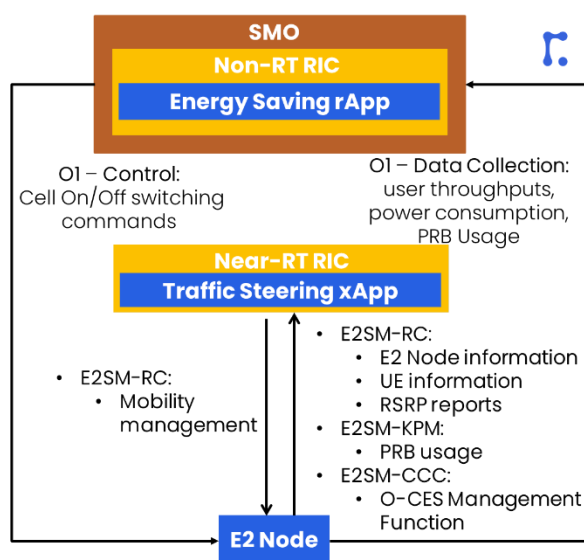 SMO
Non-RT RIC
Energy Saving rApp
O1 – Control:
Cell On/Off switching
commands
O1 – Data Collection:
user throughputs,
power consumption,
PRB Usage
Near-RT RIC
Traffic Steering xApp
• E2SM-RC:
• Mobility
management
• E2SM-RC:
• E2 Node information
• UE information
• RSRP reports
• E2SM-KPM:
• PRB usage
• E2SM-CCC:
• O-CES Management
Function
E2 Node